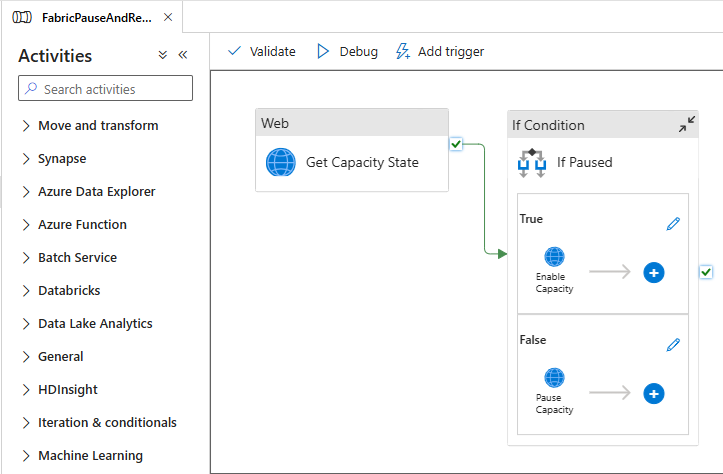 FabricPauseAndRe...
Activities
Search activities
Move and transform
Synapse
Azure Data Explorer
Azure Function
Batch Service
Databricks
Data Lake Analytics
General
HDInsight
Iteration & conditionals
Machine Learning
Validate
Debug
Add trigger
Web
Get Capacity State
If Condition
If Paused
True
Enable
Capacity
False
Pause
Capacity